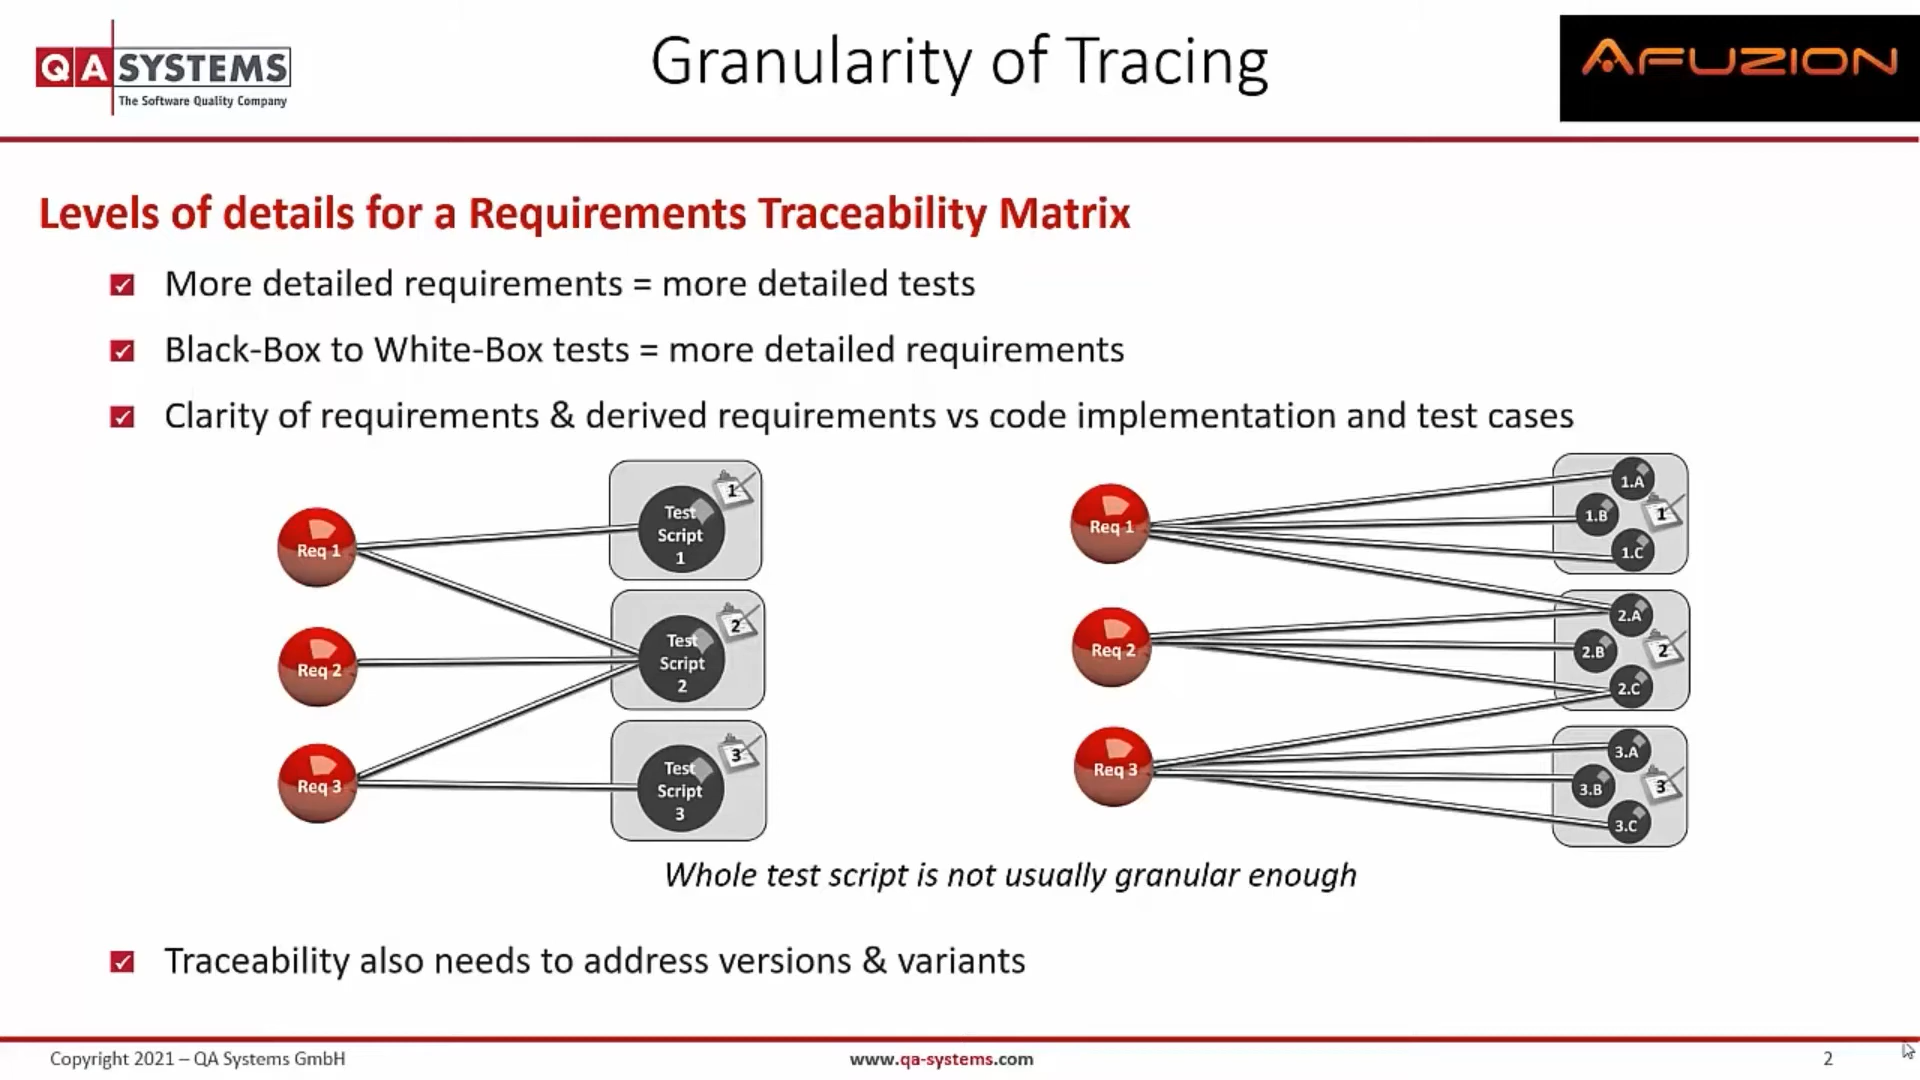 QA SYSTEMS
The Software Quality Company
Granularity of Tracing
AFUZION
Levels of details for a Requirements Traceability Matrix
More detailed requirements = more detailed tests
Black-Box to White-Box tests = more detailed requirements
Clarity of requirements & derived requirements vs code implementation and test cases
Req 1
Req 2
Req 3
Test
Script
1
1
Test
Script
2
2
Test
Script
3
3
Req 1
Req 2
Req 3
1.A
1.B
1.C
1
2.A
2.B
2.C
2
3.A
3.B
3.C
3
Whole test script is not usually granular enough
Traceability also needs to address versions & variants
Copyright 2021 – QA Systems GmbH
www.qa-systems.com
2